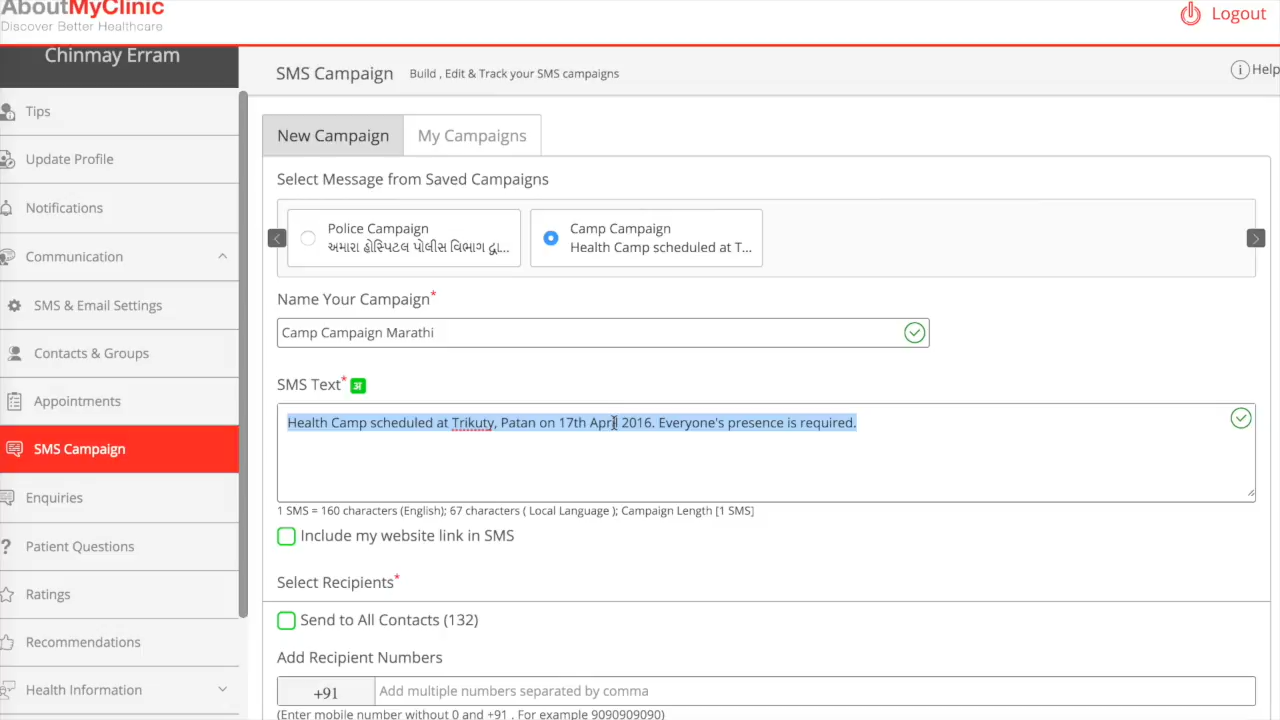 AboutMyClinic
Discover Better Healthcare
Logout
Chinmay Erram
SMS Campaign Build , Edit & Track your SMS campaigns
Help
Tips
Update Profile
Notifications
Communication
SMS & Email Settings
Contacts & Groups
Appointments
SMS Campaign
Enquiries
Patient Questions
Ratings
Recommendations
Health Information
New Campaign
My Campaigns
Select Message from Saved Campaigns
Police Campaign
અમારા હોસ્પિટલ પોલીસ વિભાગ દ્વા...
Camp Campaign
Health Camp scheduled at T...
Name Your Campaign*
Camp Campaign Marathi
SMS Text* अ
Health Camp scheduled at Trikuty, Patan on 17th April 2016. Everyone's presence is required.
1 SMS = 160 characters (English); 67 characters ( Local Language ); Campaign Length [1 SMS]
Include my website link in SMS
Select Recipients*
Send to All Contacts (132)
Add Recipient Numbers
+91 Add multiple numbers separated by comma
(Enter mobile number without 0 and +91 . For example 9090909090)